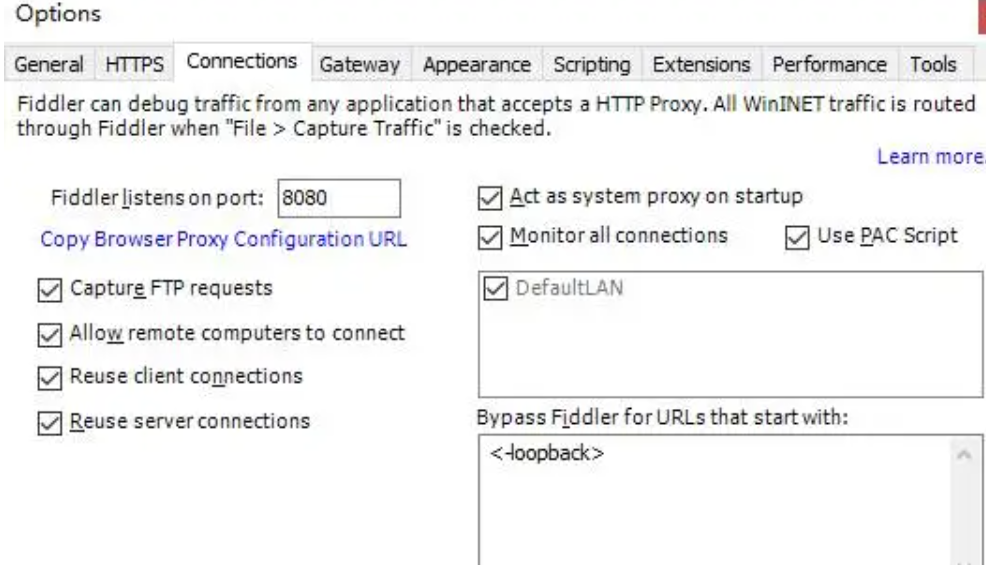 Options
General HTTPS Connections Gateway Appearance Scripting Extensions Performance Tools
Fiddler can debug traffic from any application that accepts a HTTP Proxy. All WinINET traffic is routed
through Fiddler when "File > Capture Traffic" is checked.
Learn more.
Fiddler listens on port: 8080
Act as system proxy on startup
Copy Browser Proxy Configuration URL
Monitor all connections
Use PAC Script
Capture FTP requests
DefaultLAN
Allow remote computers to connect
Reuse client connections
Reuse server connections
Bypass Fiddler for URLs that start with:
<-loopback>